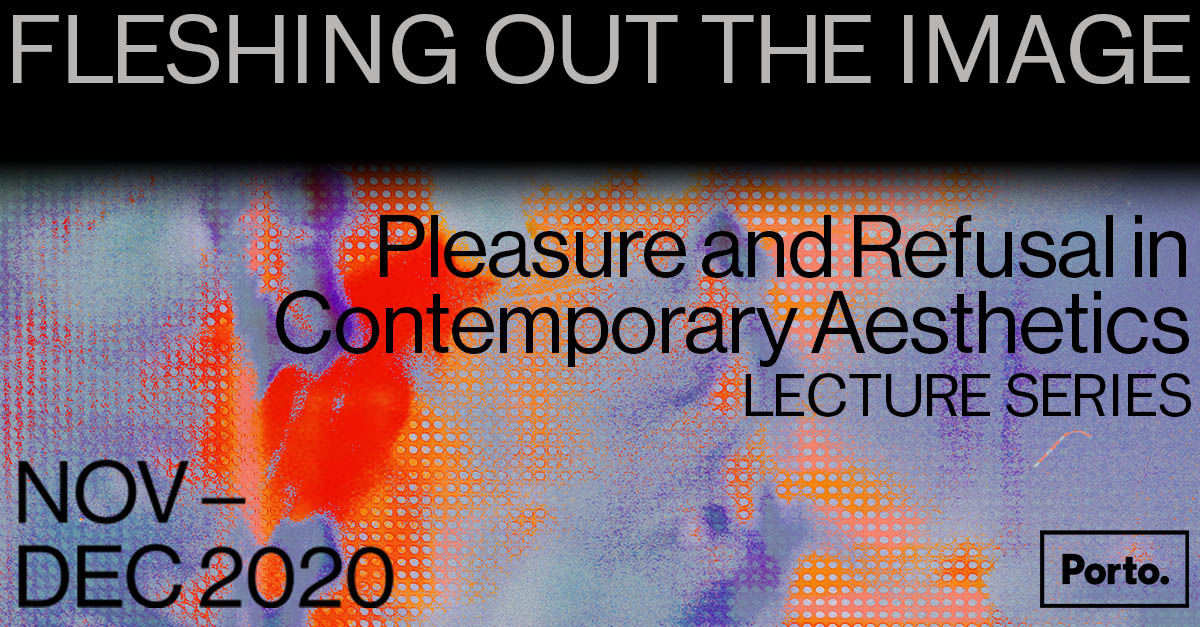 FLESHING OUT THE IMAGE
Pleasure and Refusal in
Contemporary Aesthetics
LECTURE SERIES
NOV –
DEC 2020
Porto.